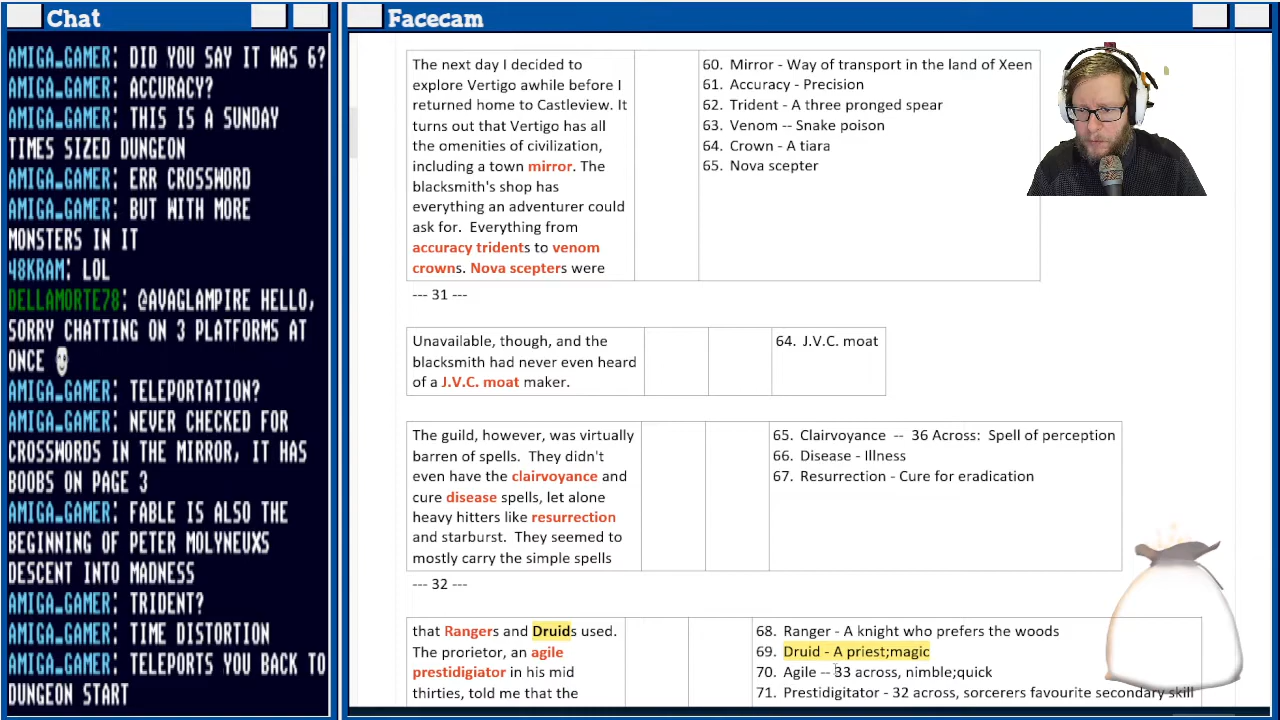 Chat
AMIGA_GAMER: DID YOU SAY IT WAS 6?
AMIGA_GAMER: ACCURACY?
AMIGA_GAMER: THIS IS A SUNDAY
TIMES SIZED DUNGEON
AMIGA_GAMER: ERR CROSSWORD
AMIGA_GAMER: BUT WITH MORE
MONSTERS IN IT
48KRAM: LOL
DELLAMORTE78: @AVAGLAMPIRE HELLO,
SORRY CHATTING ON 3 PLATFORMS AT
ONCE
AMIGA_GAMER: TELEPORTATION?
AMIGA_GAMER: NEVER CHECKED FOR
CROSSWORDS IN THE MIRROR, IT HAS
BOOBS ON PAGE 3
AMIGA_GAMER: FABLE IS ALSO THE
BEGINNING OF PETER MOLYNEUXS
DESCENT INTO MADNESS
AMIGA_GAMER: TRIDENT?
AMIGA_GAMER: TIME DISTORTION
AMIGA_GAMER: TELEPORTS YOU BACK TO
DUNGEON START
Facecam
The next day I decided to
explore Vertigo awhile before I
returned home to Castleview. It
turns out that Vertigo has all
the omenities of civilization,
including a town mirror. The
blacksmith's shop has
everything an adventurer could
ask for. Everything from
accuracy tridents to venom
crowns. Nova scepters were
60. Mirror - Way of transport in the land of Xeen
61. Accuracy - Precision
62. Trident - A three pronged spear
63. Venom -- Snake poison
64. Crown - A tiara
65. Nova scepter
--- 31 ---
Unavailable, though, and the
blacksmith had never even heard
of a J.V.C. moat maker.
64. J.V.C. moat
The guild, however, was virtually
barren of spells. They didn't
even have the clairvoyance and
cure disease spells, let alone
heavy hitters like resurrection
and starburst. They seemed to
mostly carry the simple spells
65. Clairvoyance -- 36 Across: Spell of perception
66. Disease - Illness
67. Resurrection - Cure for eradication
--- 32 ---
that Rangers and Druids used.
The prorietor, an agile
prestidigiator in his mid
thirties, told me that the
68. Ranger - A knight who prefers the woods
69. Druid - A priest;magic
70. Agile -- 33 across, nimble;quick
71. Prestidigitator - 32 across, sorcerers favourite secondary skill